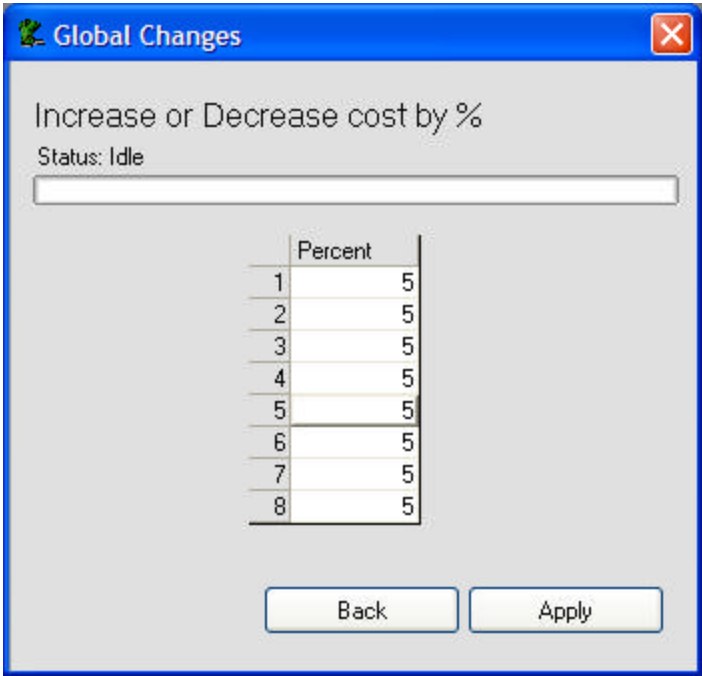 Global Changes
Increase or Decrease cost by %
Status: Idle
Percent
1 5
2 5
3 5
4 5
5 5
6 5
7 5
8 5
Back Apply